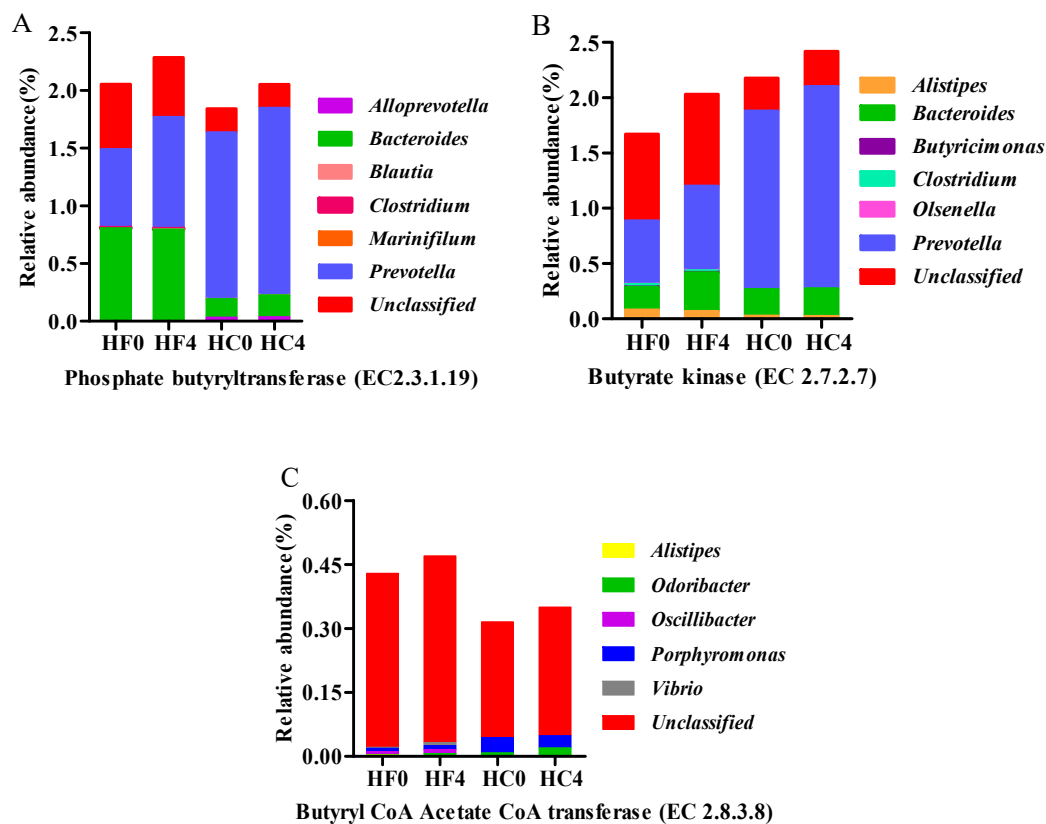 A
Relative abundance(%)
2.5
2.0
1.5
1.0
0.5
0.0
HF0 HF4 HC0 HC4
Phosphate butyryltransferase (EC2.3.1.19)
Alloprevotella
Bacteroides
Blautia
Clostridium
Marinifilum
Prevotella
Unclassified
B
Relative abundance(%)
2.5
2.0
1.5
1.0
0.5
0.0
HF0 HF4 HC0 HC4
Butyrate kinase (EC 2.7.2.7)
Alistipes
Bacteroides
Butyricimonas
Clostridium
Olsenella
Prevotella
Unclassified
C
Relative abundance(%)
0.60
0.45
0.30
0.15
0.00
HF0 HF4 HC0 HC4
Butyryl CoA Acetate CoA transferase (EC 2.8.3.8)
Alistipes
Odoribacter
Oscillibacter
Porphyromonas
Vibrio
Unclassified